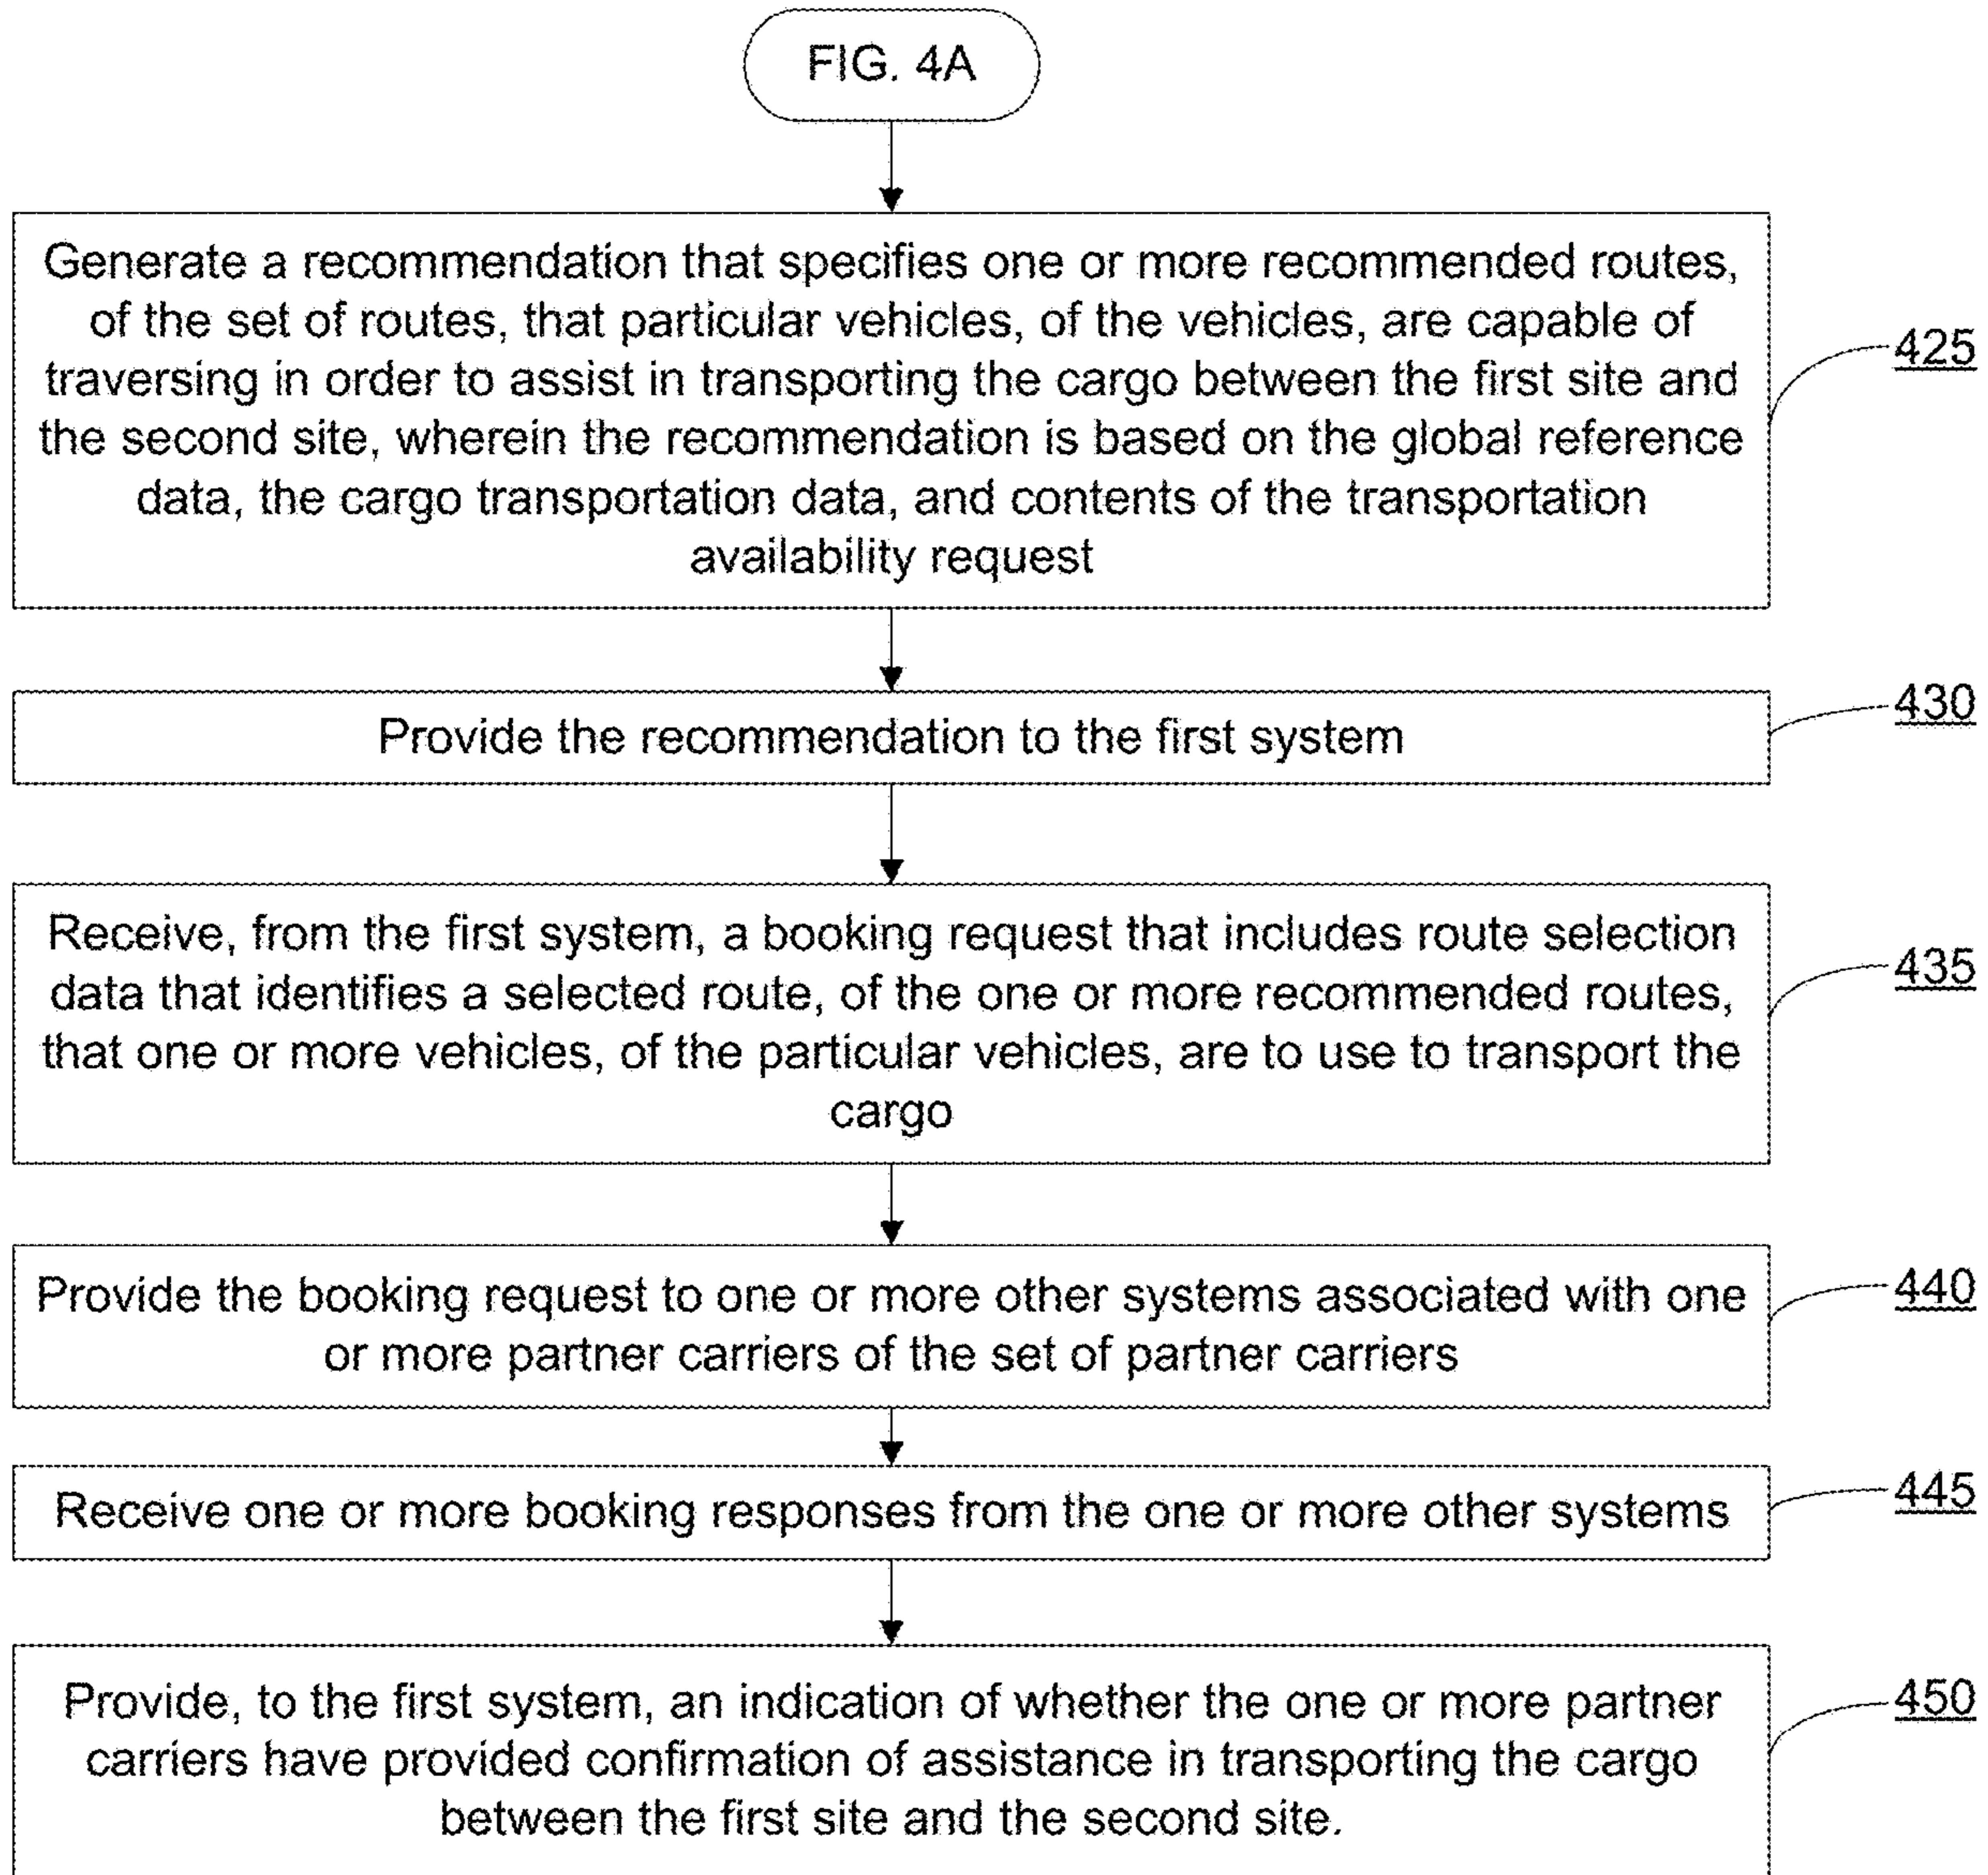 FIG. 4A
Generate a recommendation that specifies one or more recommended routes,
of the set of routes, that particular vehicles, of the vehicles, are capable of
traversing in order to assist in transporting the cargo between the first site and
the second site, wherein the recommendation is based on the global reference
data, the cargo transportation data, and contents of the transportation
availability request
425
Provide the recommendation to the first system
430
Receive, from the first system, a booking request that includes route selection
data that identifies a selected route, of the one or more recommended routes,
that one or more vehicles, of the particular vehicles, are to use to transport the
cargo
435
Provide the booking request to one or more other systems associated with one
or more partner carriers of the set of partner carriers
440
Receive one or more booking responses from the one or more other systems
445
Provide, to the first system, an indication of whether the one or more partner
carriers have provided confirmation of assistance in transporting the cargo
between the first site and the second site.
450